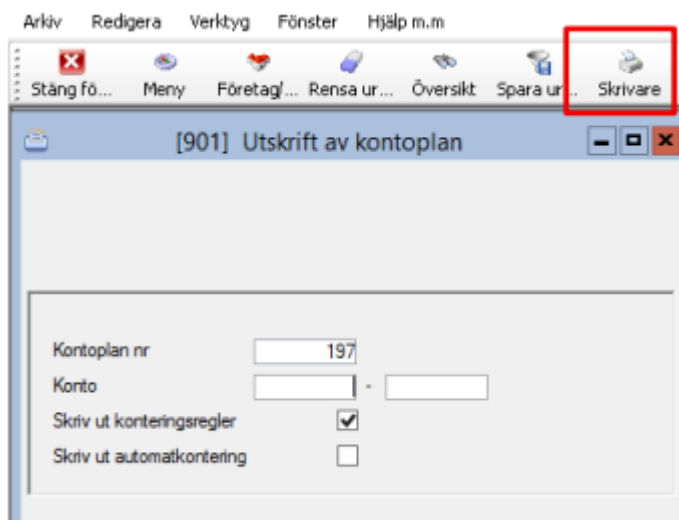 Arkiv Redigera Verktyg Fönster Hjälp m.m
Stäng fö... Meny Företag/... Rensa ur... Översikt Spara ur... Skrivare
[901] Utskrift av kontoplan
Kontoplan nr 197
Konto -
Skriv ut konteringsregler
Skriv ut automatkontering